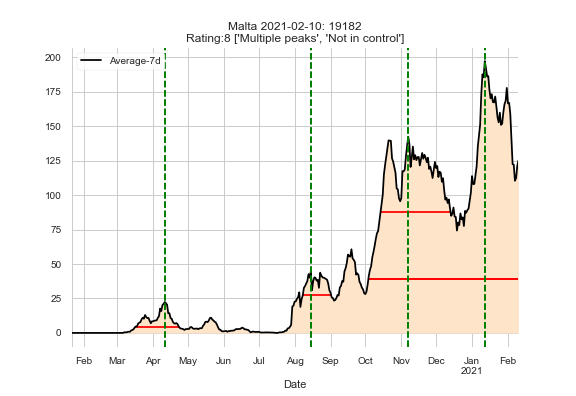 Malta 2021-02-10: 19182
Rating:8 ['Multiple peaks', 'Not in control']
Average-7d
200
175
150
125
100
75
50
25
0
Feb Mar Apr May Jun Jul Aug Sep Oct Nov Dec Jan Feb
2021
Date